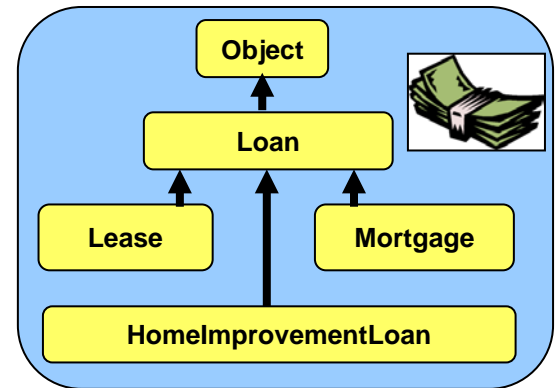 Object
Loan
Lease
Mortgage
HomeImprovementLoan